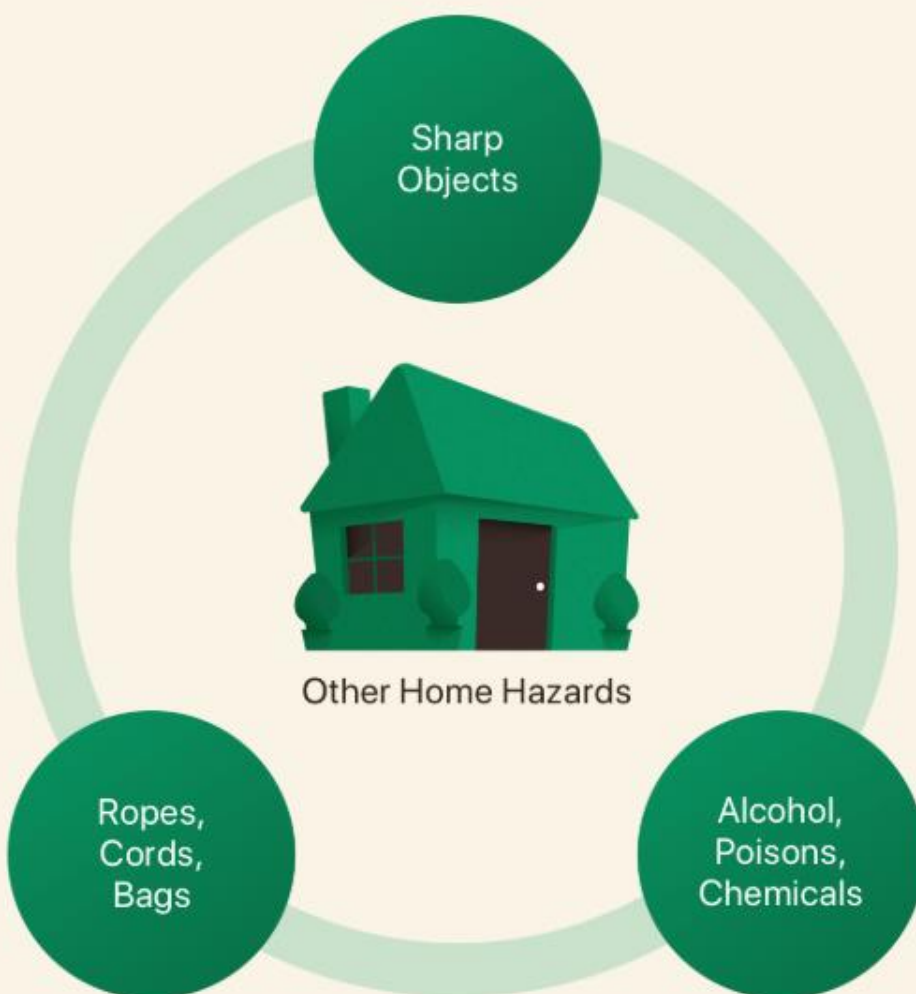 Sharp
Objects
Other Home Hazards
Ropes,
Cords,
Bags
Alcohol,
Poisons,
Chemicals